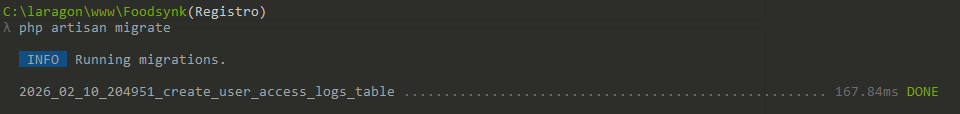 C:\laragon\www\Foodsynk(Registro)
λ php artisan migrate
INFO Running migrations.
2026_02_10_204951_create_user_access_logs_table ..................................................... 167.84ms DONE